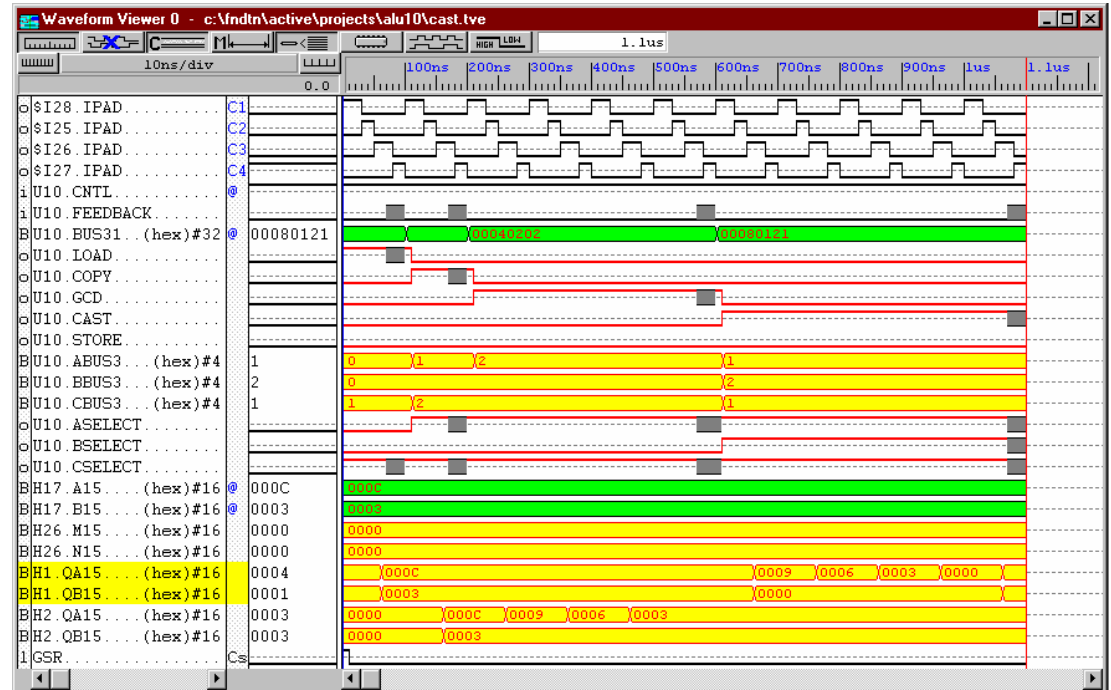 Waveform Viewer 0 - c:\fndtn\active\projects\alu10\cast.tve
C M HIGH LOW 1.1us
10ns/div 100ns 200ns 300ns 400ns 500ns 600ns 700ns 800ns 900ns 1us 1.1us
0.0
o $I28.IPAD.......... C1
o $I25.IPAD.......... C2
o $I26.IPAD.......... C3
o $I27.IPAD.......... C4
i U10.CNTL........... @
i U10.FEEDBACK.......
B U10.BUS31..(hex)#32 @ 00080121 00040202 00080121
o U10.LOAD...........
o U10.COPY...........
o U10.GCD............
o U10.CAST...........
o U10.STORE..........
B U10.ABUS3...(hex)#4 1 0 1 2 1
B U10.BBUS3...(hex)#4 2 0 2
B U10.CBUS3...(hex)#4 1 1 2 1
o U10.ASELECT........
o U10.BSELECT........
o U10.CSELECT........
B H17.A15....(hex)#16 @ 000C 000C
B H17.B15....(hex)#16 @ 0003 0003
B H26.M15....(hex)#16 0000 0000
B H26.N15....(hex)#16 0000 0000
B H1.QA15....(hex)#16 0004 000C 0009 0006 0003 0000
B H1.QB15....(hex)#16 0001 0003 0000
B H2.QA15....(hex)#16 0003 0000 000C 0009 0006 0003
B H2.QB15....(hex)#16 0003 0000 0003
l GSR................ Cs